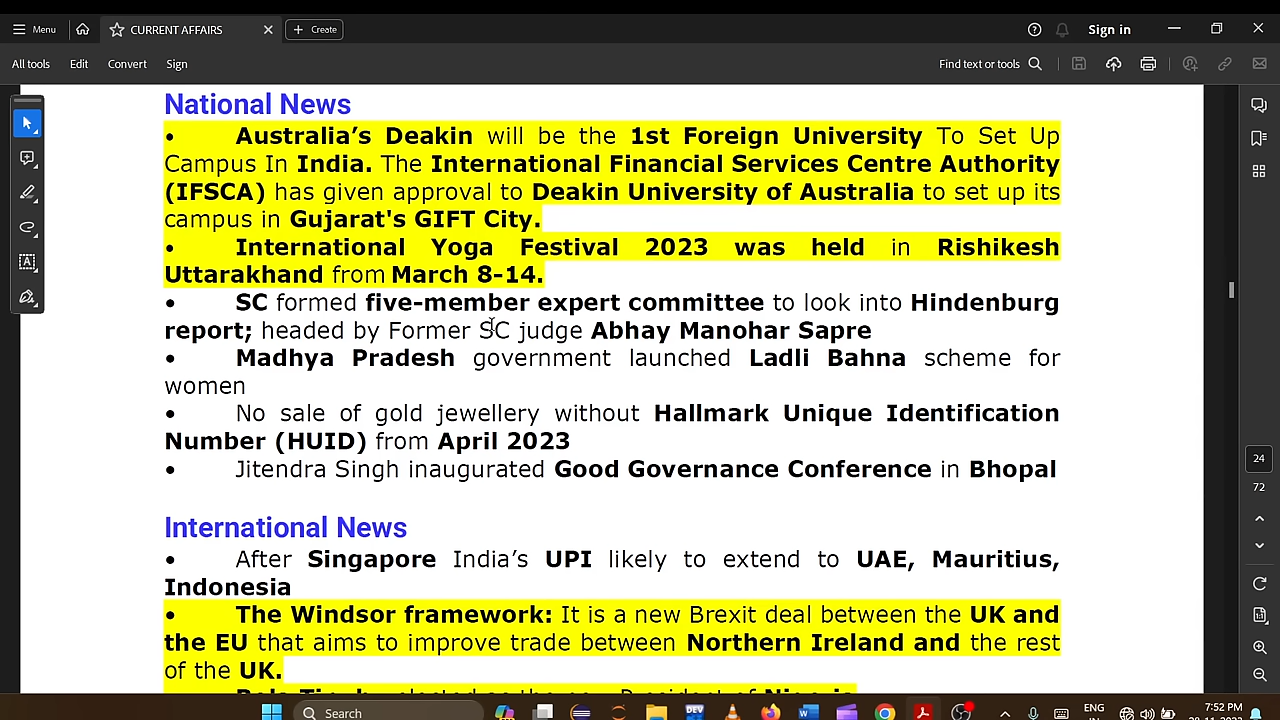 Menu
CURRENT AFFAIRS
Create
Sign in
All tools Edit Convert Sign
Find text or tools
National News
• Australia’s Deakin will be the 1st Foreign University To Set Up
Campus In India. The International Financial Services Centre Authority
(IFSCA) has given approval to Deakin University of Australia to set up its
campus in Gujarat's GIFT City.
• International Yoga Festival 2023 was held in Rishikesh
Uttarakhand from March 8-14.
• SC formed five-member expert committee to look into Hindenburg
report; headed by Former SC judge Abhay Manohar Sapre
• Madhya Pradesh government launched Ladli Bahna scheme for
women
• No sale of gold jewellery without Hallmark Unique Identification
Number (HUID) from April 2023
• Jitendra Singh inaugurated Good Governance Conference in Bhopal
24
72
International News
• After Singapore India’s UPI likely to extend to UAE, Mauritius,
Indonesia
• The Windsor framework: It is a new Brexit deal between the UK and
the EU that aims to improve trade between Northern Ireland and the rest
of the UK.
Search
DEV
ENG
IN
7:52 PM